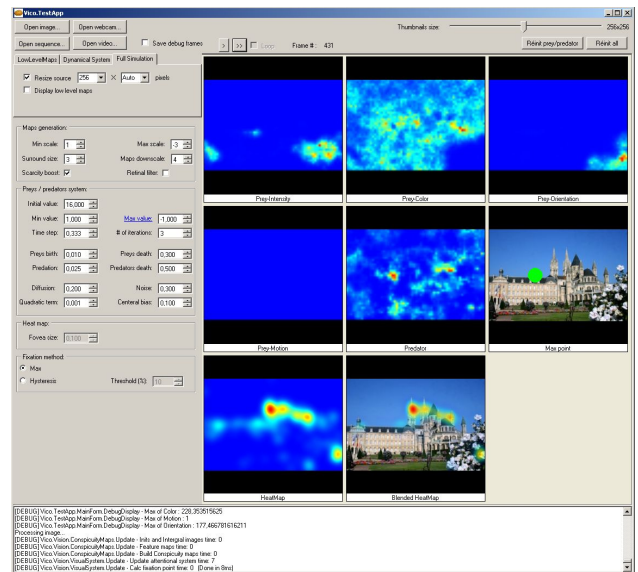 Vico.TestApp
Open image... Open webcam... Thumbnails size: 256x256
Open sequence... Open video... Save debug frames > >> Loop Frame # : 431 Réinit prey/predator Réinit all
LowLevelMaps Dynamical System Full Simulation
Resize source 256 X Auto pixels
Display low level maps
Maps generation:
Min scale: 1 Max scale: -3
Surround size: 3 Maps downscale: 4
Scarcity boost: Retinal filter:
Prey-Intensity Prey-Color Prey-Orientation
Preys / predators system:
Initial value: 16,000
Min value: 1,000 Max value: -1,000
Time step: 0,333 # of iterations: 3
Preys birth: 0,010 Preys death: 0,300
Predation: 0,025 Predators death: 0,500
Diffusion: 0,200 Noise: 0,300
Quadratic term: 0,001 Centeral bias: 0,100
Heat map:
Fovea size: 0,100
Prey-Motion Predator Max point
Fixation method:
Max
Hysteresis Threshold (%): 10
HeatMap Blended HeatMap
[DEBUG] Vico.TestApp.MainForm.DebugDisplay - Max of Color : 228,353515625
[DEBUG] Vico.TestApp.MainForm.DebugDisplay - Max of Motion : 1
[DEBUG] Vico.TestApp.MainForm.DebugDisplay - Max of Orientation : 177,466781616211
Processing image...
[DEBUG] Vico.Vision.ConspicuityMaps.Update - Inits and Intergral images time: 0
[DEBUG] Vico.Vision.ConspicuityMaps.Update - Feature maps time: 0
[DEBUG] Vico.Vision.ConspicuityMaps.Update - Build Conspicuity maps time: 0
[DEBUG] Vico.Vision.VisualSystem.Update - Update attentional system time: 7
[DEBUG] Vico.Vision.VisualSystem.Update - Calc fixation point time: 0 (Done in 8ms)